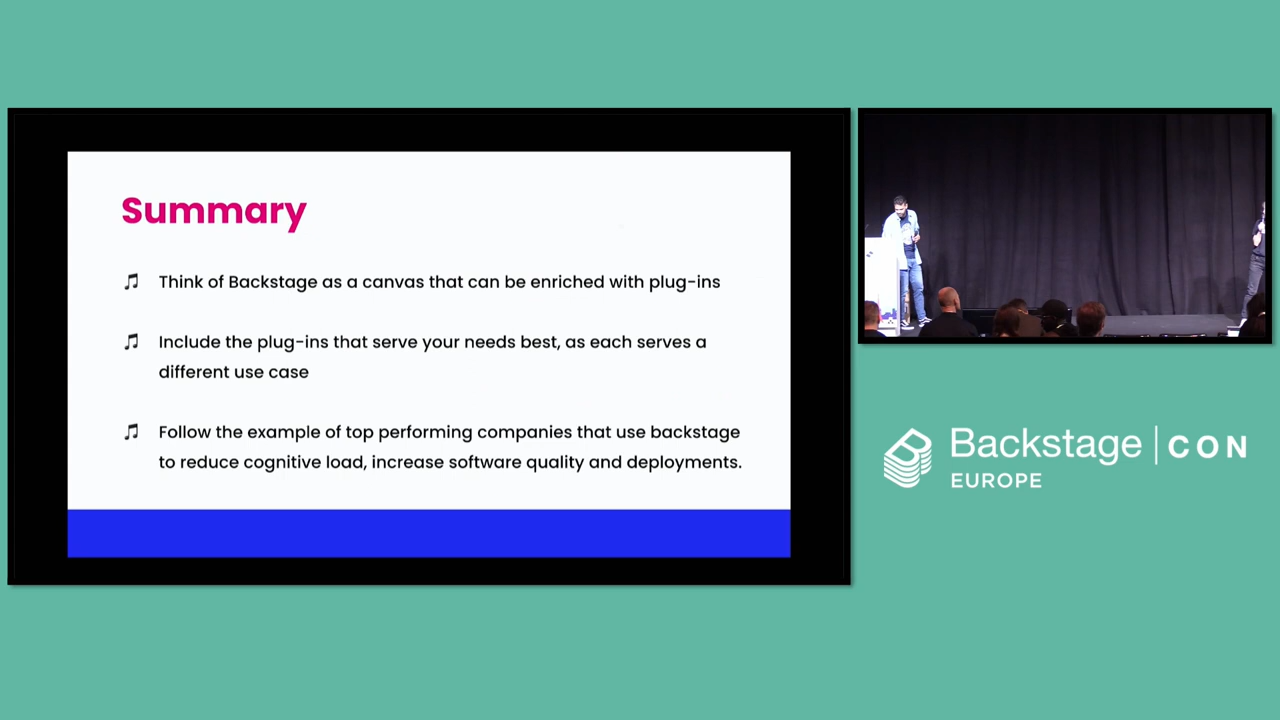 Summary
🎵 Think of Backstage as a canvas that can be enriched with plug-ins
🎵 Include the plug-ins that serve your needs best, as each serves a
different use case
🎵 Follow the example of top performing companies that use backstage
to reduce cognitive load, increase software quality and deployments.
Backstage | CON
EUROPE